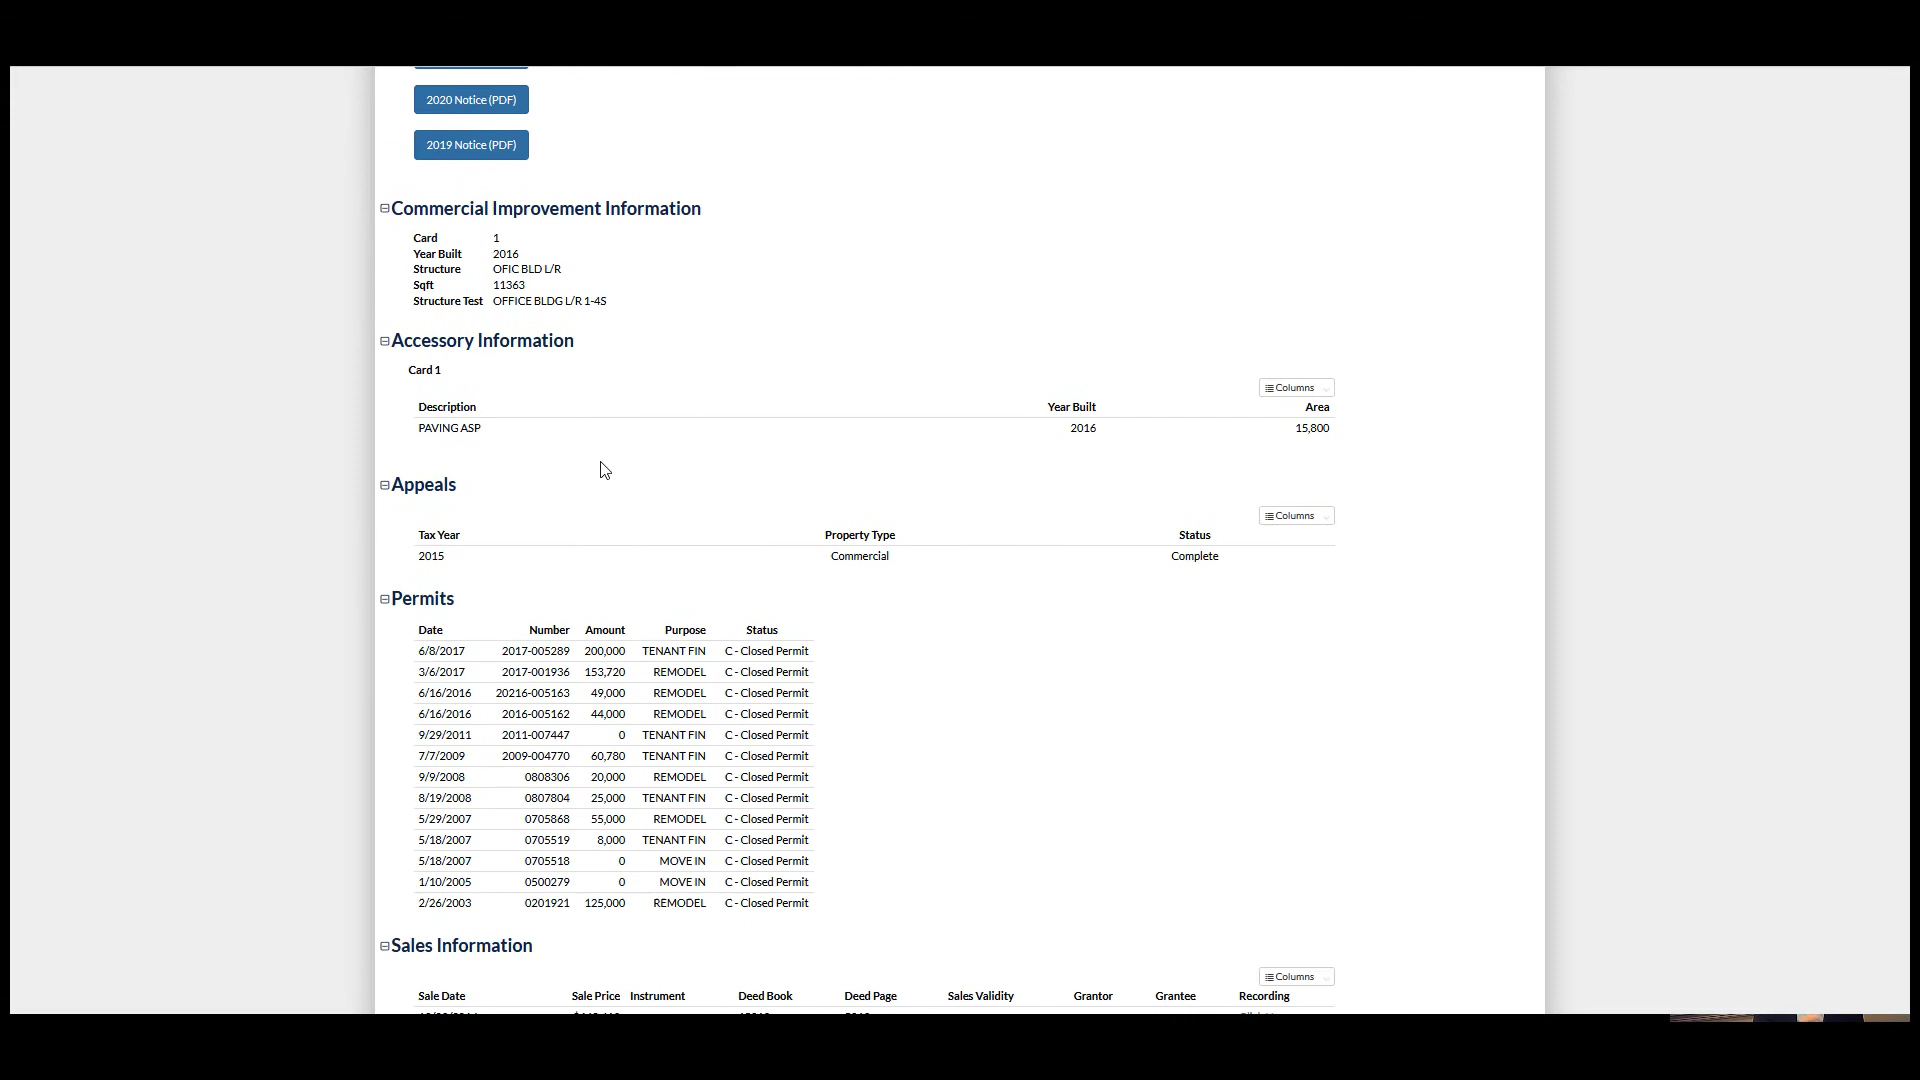 2020 Notice (PDF)
2019 Notice (PDF)
Commercial Improvement Information
Card 1
Year Built 2016
Structure OFIC BLD L/R
Sqft 11363
Structure Test OFFICE BLDG L/R 1-4S
Accessory Information
Card 1
Columns
Description Year Built Area
PAVING ASP 2016 15,800
Appeals
Columns
Tax Year Property Type Status
2015 Commercial Complete
Permits
Date Number Amount Purpose Status
6/8/2017 2017-005289 200,000 TENANT FIN C - Closed Permit
3/6/2017 2017-001936 153,720 REMODEL C - Closed Permit
6/16/2016 20216-005163 49,000 REMODEL C - Closed Permit
6/16/2016 2016-005162 44,000 REMODEL C - Closed Permit
9/29/2011 2011-007447 0 TENANT FIN C - Closed Permit
7/7/2009 2009-004770 60,780 TENANT FIN C - Closed Permit
9/9/2008 0808306 20,000 REMODEL C - Closed Permit
8/19/2008 0807804 25,000 TENANT FIN C - Closed Permit
5/29/2007 0705868 55,000 REMODEL C - Closed Permit
5/18/2007 0705519 8,000 TENANT FIN C - Closed Permit
5/18/2007 0705518 0 MOVE IN C - Closed Permit
1/10/2005 0500279 0 MOVE IN C - Closed Permit
2/26/2003 0201921 125,000 REMODEL C - Closed Permit
Sales Information
Columns
Sale Date Sale Price Instrument Deed Book Deed Page Sales Validity Grantor Grantee Recording